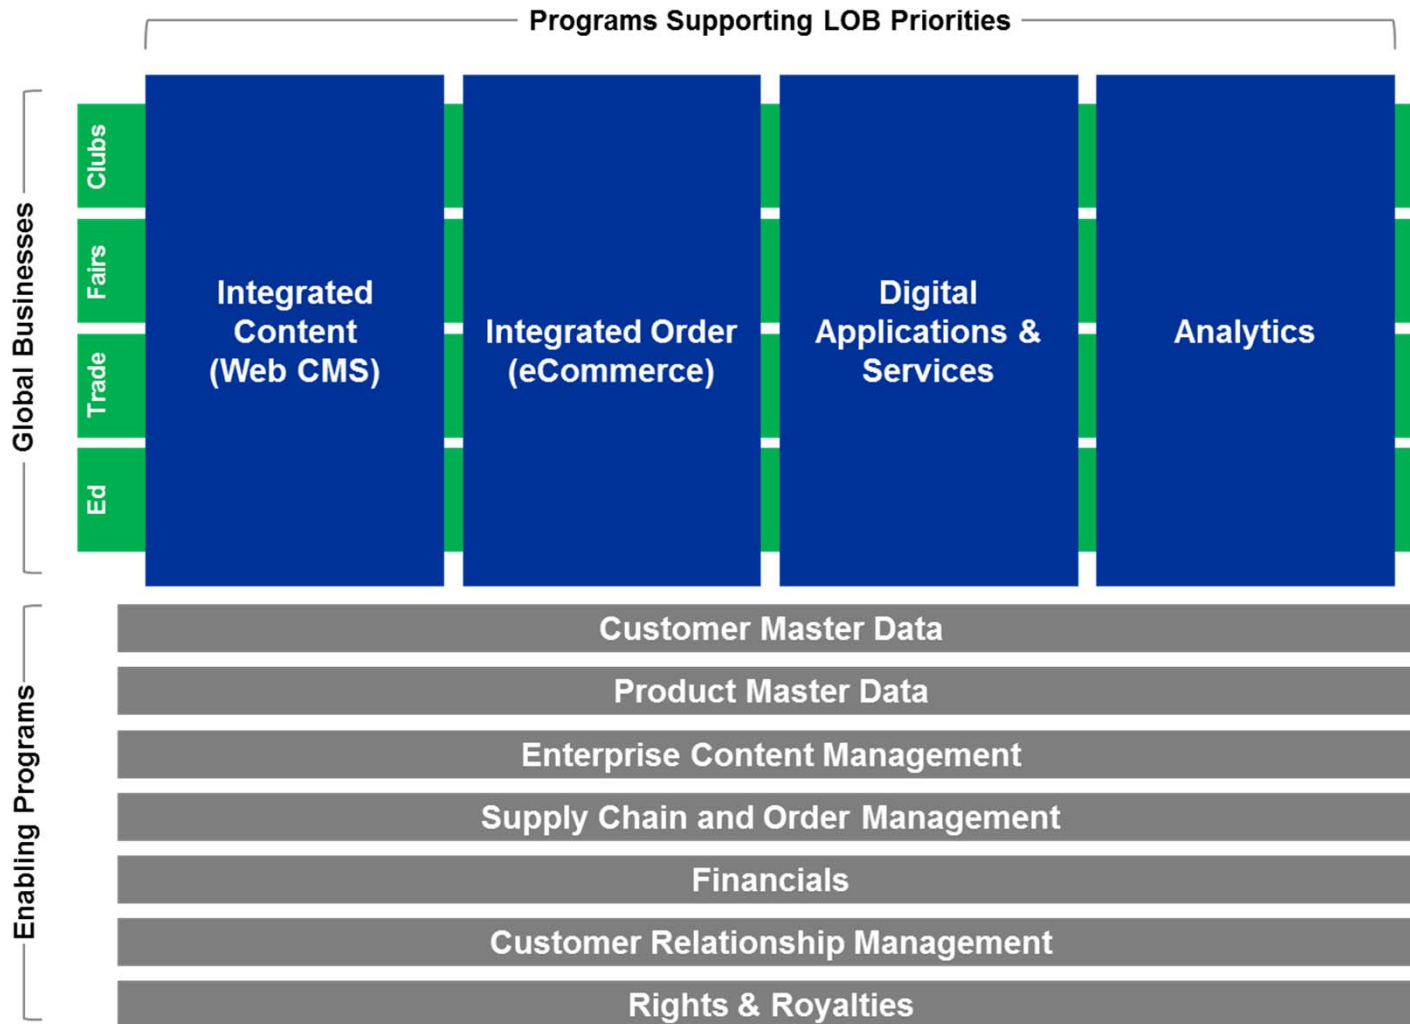 Programs Supporting LOB Priorities
Global Businesses
Clubs
Fairs
Trade
Ed
Integrated
Content
(Web CMS)
Integrated Order
(eCommerce)
Digital
Applications &
Services
Analytics
Enabling Programs
Customer Master Data
Product Master Data
Enterprise Content Management
Supply Chain and Order Management
Financials
Customer Relationship Management
Rights & Royalties